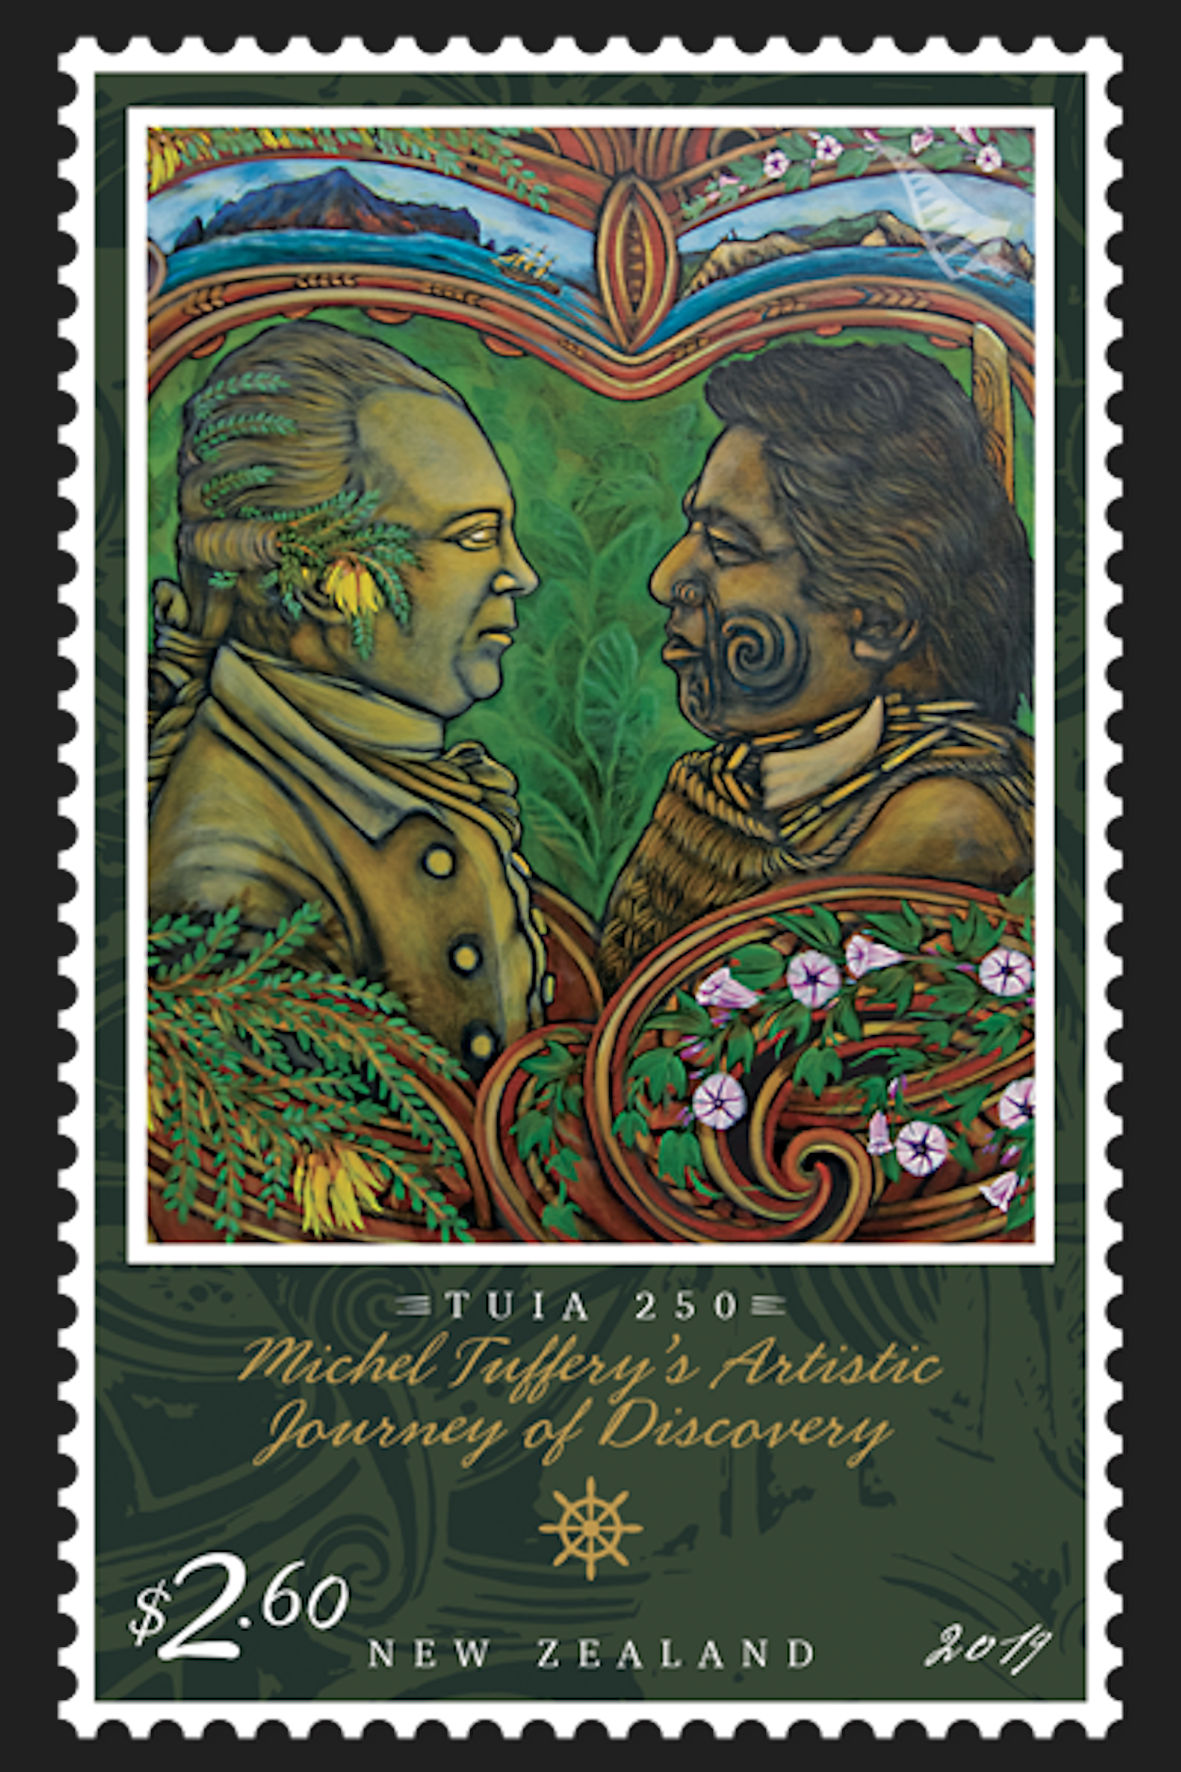 TUIA 250
Michel Tuffery's Artistic
Journey of Discovery
$2.60
NEW ZEALAND
2019